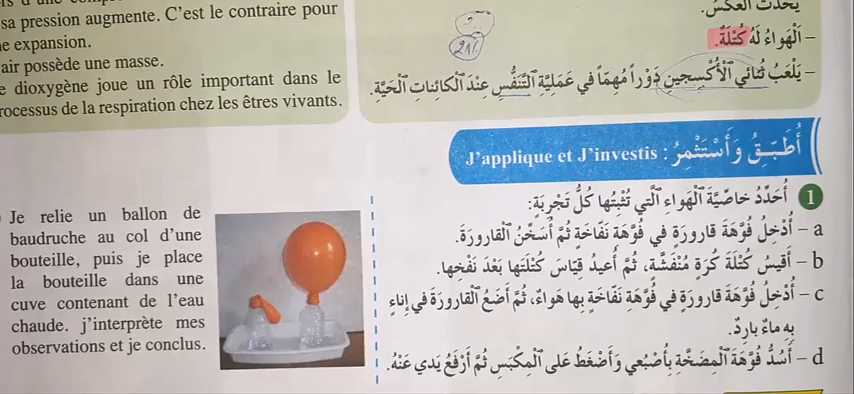 sa pression augmente. C'est le contraire pour
e expansion.
air possède une masse.
e dioxygène joue un rôle important dans le
rocessus de la respiration chez les êtres vivants.
يَحْدُثُ الْعَكْسُ.
– اَلْهَوَاءُ لَهُ كُتْلَةٌ.
– يَلْعَبُ ثُنَائِي الْأُكْسِجِينِ دَوْراً مُهِمّاً فِي عَمَلِيَّةِ التَّنَفُّسِ عِنْدَ الْكَائِنَاتِ الْحَيَّةِ.
أُطَبِّقُ وَأَسْتَثْمِرُ : J'applique et J'investis
1 أُحَدِّدُ خَاصِّيَّةَ الْهَوَاءِ الَّتِي تُثْبِتُهَا كُلُّ تَجْرِبَةٍ:
a – أُدْخِلُ فُوَّهَةَ قَارُورَةٍ فِي فُوَّهَةِ نُفَّاخَةٍ ثُمَّ أُسَخِّنُ الْقَارُورَةَ.
b – أَقِيسُ كُتْلَةَ كُرَةٍ مُنَفَّشَةٍ، ثُمَّ أُعِيدُ قِيَاسَ كُتْلَتِهَا بَعْدَ نَفْخِهَا.
c – أُدْخِلُ فُوَّهَةَ قَارُورَةٍ فِي فُوَّهَةِ نُفَّاخَةٍ بِهَا هَوَاءٌ، ثُمَّ أَضَعُ الْقَارُورَةَ فِي إِنَاءٍ
بِهِ مَاءٌ بَارِدٌ.
d – أَسُدُّ فُوَّهَةَ الْمِضَخَّةِ بِأُصْبُعِي وَأَضْغَطُ عَلَى الْمِكْبَسِ ثُمَّ أَرْفَعُ يَدِي عَنْهُ.
Je relie un ballon de
baudruche au col d'une
bouteille, puis je place
la bouteille dans une
cuve contenant de l'eau
chaude. j'interprète mes
observations et je conclus.